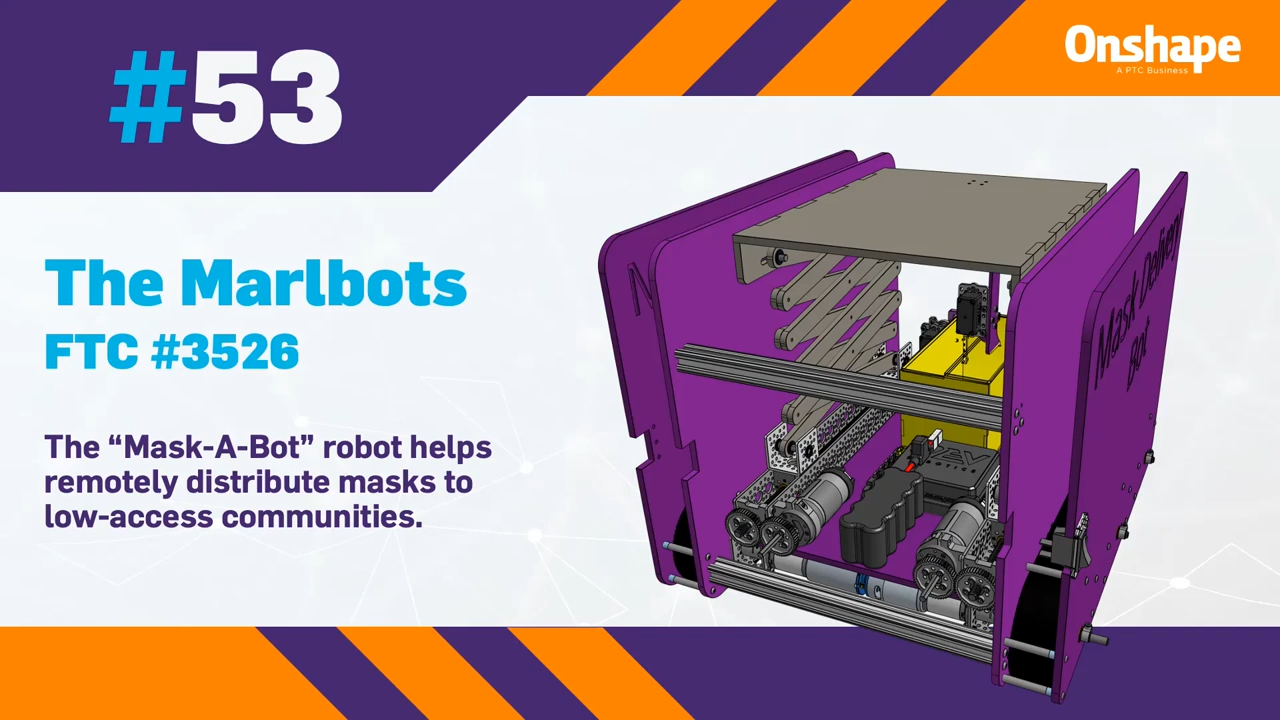 #53
Onshape
A PTC Business
The Marlbots
FTC #3526
The “Mask-A-Bot” robot helps
remotely distribute masks to
low-access communities.
Mask Delivery
Bot